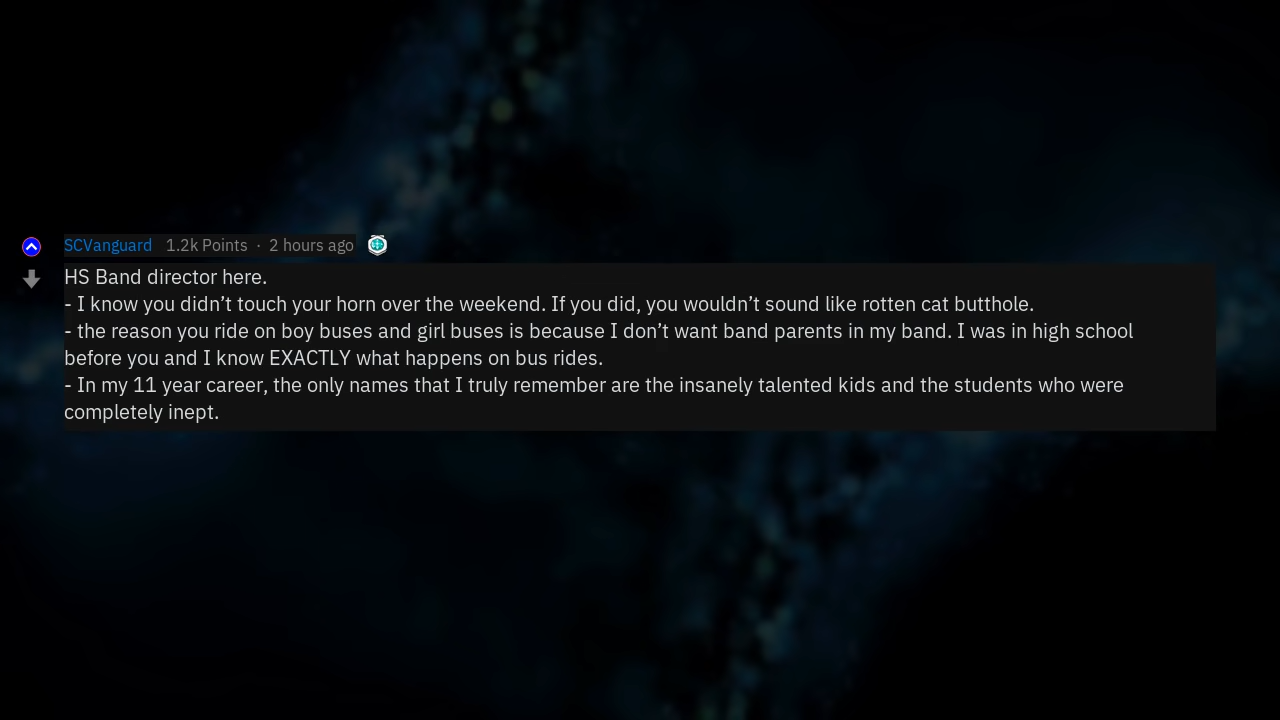 SCVanguard 1.2k Points · 2 hours ago
HS Band director here.
- I know you didn’t touch your horn over the weekend. If you did, you wouldn’t sound like rotten cat butthole.
- the reason you ride on boy buses and girl buses is because I don’t want band parents in my band. I was in high school
before you and I know EXACTLY what happens on bus rides.
- In my 11 year career, the only names that I truly remember are the insanely talented kids and the students who were
completely inept.